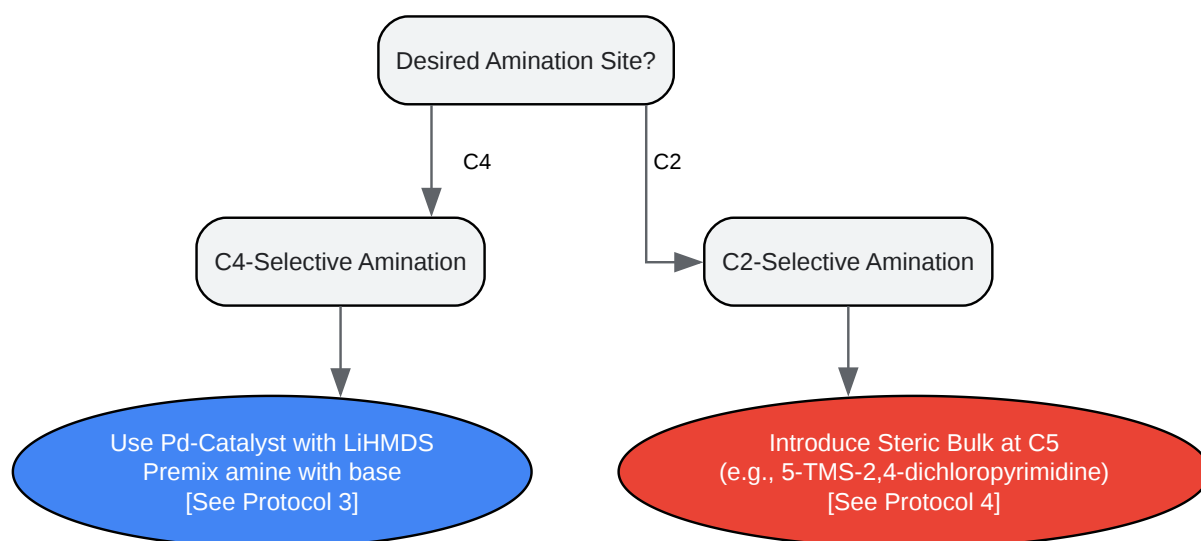 Desired Amination Site?
C4
C2
C4-Selective Amination
C2-Selective Amination
Use Pd-Catalyst with LiHMDS
Premix amine with base
[See Protocol 3]
Introduce Steric Bulk at C5
(e.g., 5-TMS-2,4-dichloropyrimidine)
[See Protocol 4]